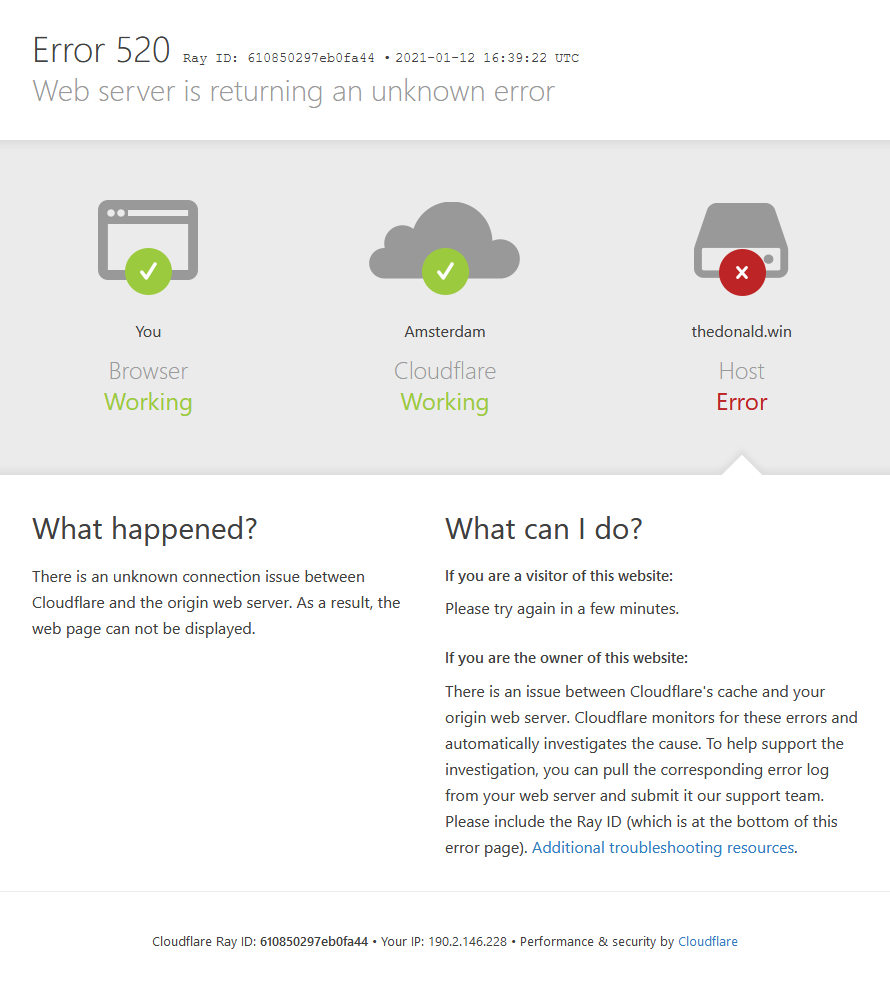 Error 520 Ray ID: 610850297eb0fa44 • 2021-01-12 16:39:22 UTC
Web server is returning an unknown error
You
Browser
Working
Amsterdam
Cloudflare
Working
thedonald.win
Host
Error
What happened?
There is an unknown connection issue between
Cloudflare and the origin web server. As a result, the
web page can not be displayed.
What can I do?
If you are a visitor of this website:
Please try again in a few minutes.
If you are the owner of this website:
There is an issue between Cloudflare's cache and your
origin web server. Cloudflare monitors for these errors and
automatically investigates the cause. To help support the
investigation, you can pull the corresponding error log
from your web server and submit it our support team.
Please include the Ray ID (which is at the bottom of this
error page). Additional troubleshooting resources.
Cloudflare Ray ID: 610850297eb0fa44 • Your IP: 190.2.146.228 • Performance & security by Cloudflare